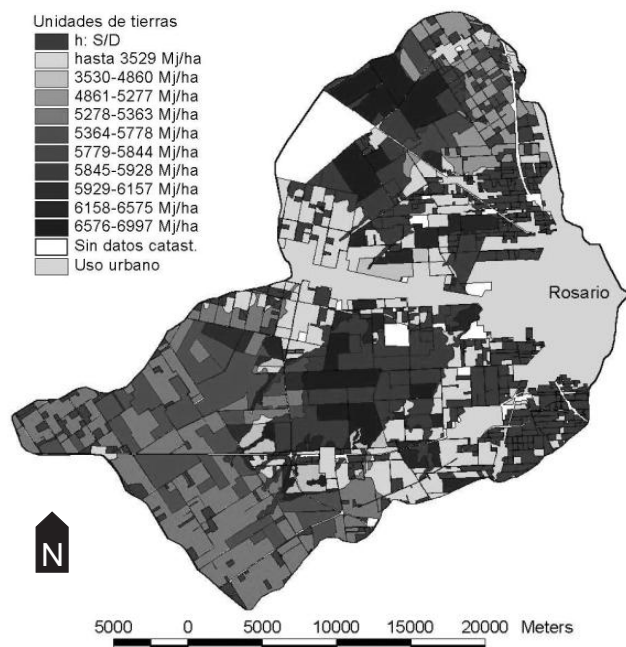 Unidades de tierras
h: S/D
hasta 3529 Mj/ha
3530-4860 Mj/ha
4861-5277 Mj/ha
5278-5363 Mj/ha
5364-5778 Mj/ha
5779-5844 Mj/ha
5845-5928 Mj/ha
5929-6157 Mj/ha
6158-6575 Mj/ha
6576-6997 Mj/ha
Sin datos catast.
Uso urbano
Rosario
N
5000 0 5000 10000 15000 20000 Meters